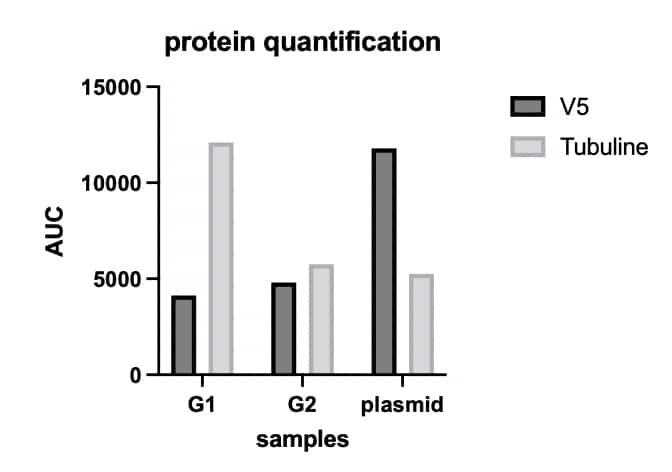 protein quantification
15000
10000
5000
0
AUC
G1 G2 plasmid
samples
V5
Tubuline